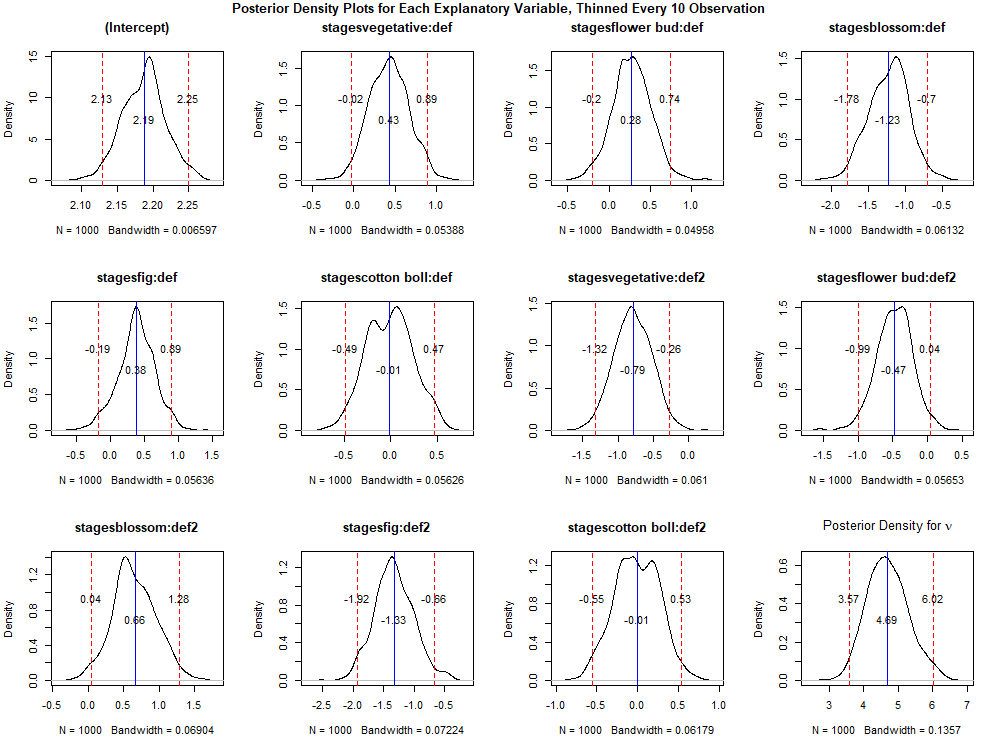 Posterior Density Plots for Each Explanatory Variable, Thinned Every 10 Observation
(Intercept)
Density
0 5 10 15
2.13 2.25
2.19
2.10 2.15 2.20 2.25
N = 1000 Bandwidth = 0.006597
stagesvegetative:def
Density
0.0 0.5 1.0 1.5
-0.02 0.89
0.43
-0.5 0.0 0.5 1.0
N = 1000 Bandwidth = 0.05388
stagesflower bud:def
Density
0.0 0.5 1.0 1.5
-0.2 0.74
0.28
-0.5 0.0 0.5 1.0
N = 1000 Bandwidth = 0.04958
stagesblossom:def
Density
0.0 0.5 1.0 1.5
-1.78 -0.7
-1.23
-2.0 -1.5 -1.0 -0.5
N = 1000 Bandwidth = 0.06132
stagesfig:def
Density
0.0 0.5 1.0 1.5
-0.19 0.89
0.38
-0.5 0.0 0.5 1.0 1.5
N = 1000 Bandwidth = 0.05636
stagescotton boll:def
Density
0.0 0.5 1.0 1.5
-0.49 0.47
-0.01
-0.5 0.0 0.5
N = 1000 Bandwidth = 0.05626
stagesvegetative:def2
Density
0.0 0.5 1.0 1.5
-1.32 -0.26
-0.79
-1.5 -1.0 -0.5 0.0
N = 1000 Bandwidth = 0.061
stagesflower bud:def2
Density
0.0 0.5 1.0 1.5
-0.99 0.04
-0.47
-1.5 -1.0 -0.5 0.0 0.5
N = 1000 Bandwidth = 0.05653
stagesblossom:def2
Density
0.0 0.4 0.8 1.2
0.04 1.28
0.66
-0.5 0.0 0.5 1.0 1.5
N = 1000 Bandwidth = 0.06904
stagesfig:def2
Density
0.0 0.4 0.8 1.2
-1.92 -0.66
-1.33
-2.5 -2.0 -1.5 -1.0 -0.5
N = 1000 Bandwidth = 0.07224
stagescotton boll:def2
Density
0.0 0.4 0.8 1.2
-0.55 0.53
-0.01
-1.0 -0.5 0.0 0.5 1.0
N = 1000 Bandwidth = 0.06179
Posterior Density for ν
Density
0.0 0.2 0.4 0.6
3.57 6.02
4.69
3 4 5 6 7
N = 1000 Bandwidth = 0.1357